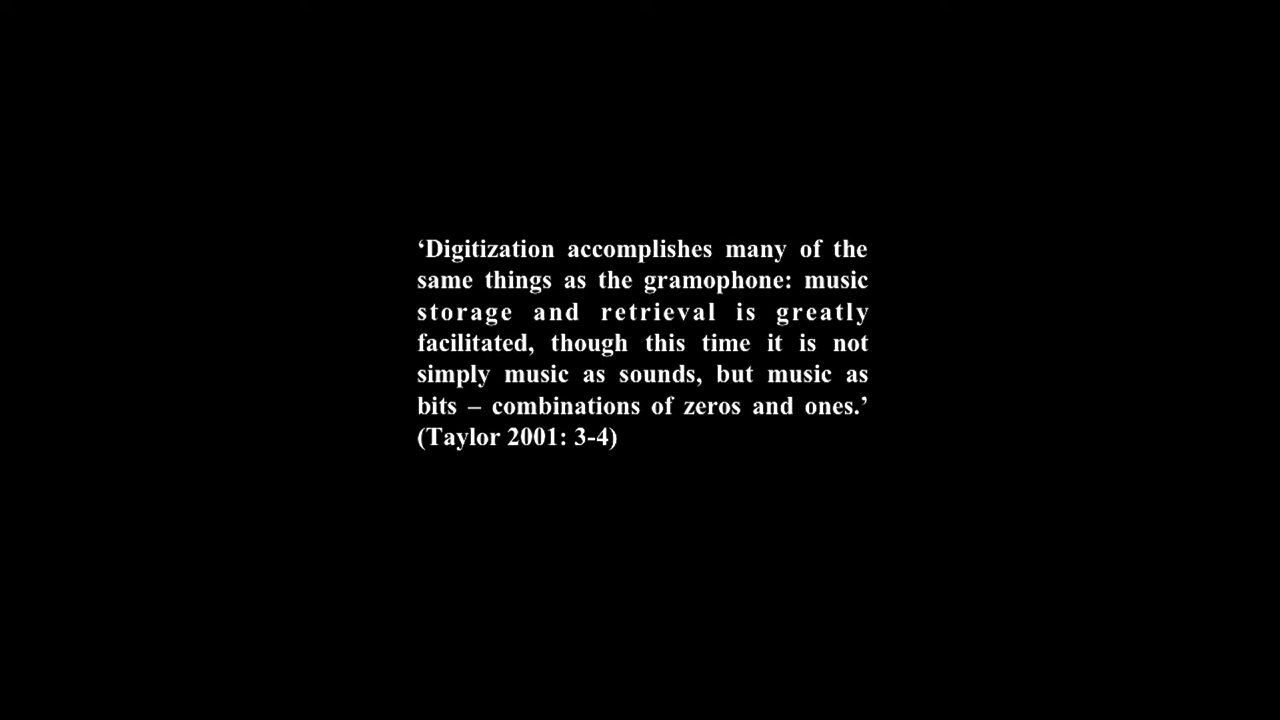 ‘Digitization accomplishes many of the
same things as the gramophone: music
storage and retrieval is greatly
facilitated, though this time it is not
simply music as sounds, but music as
bits – combinations of zeros and ones.’
(Taylor 2001: 3-4)